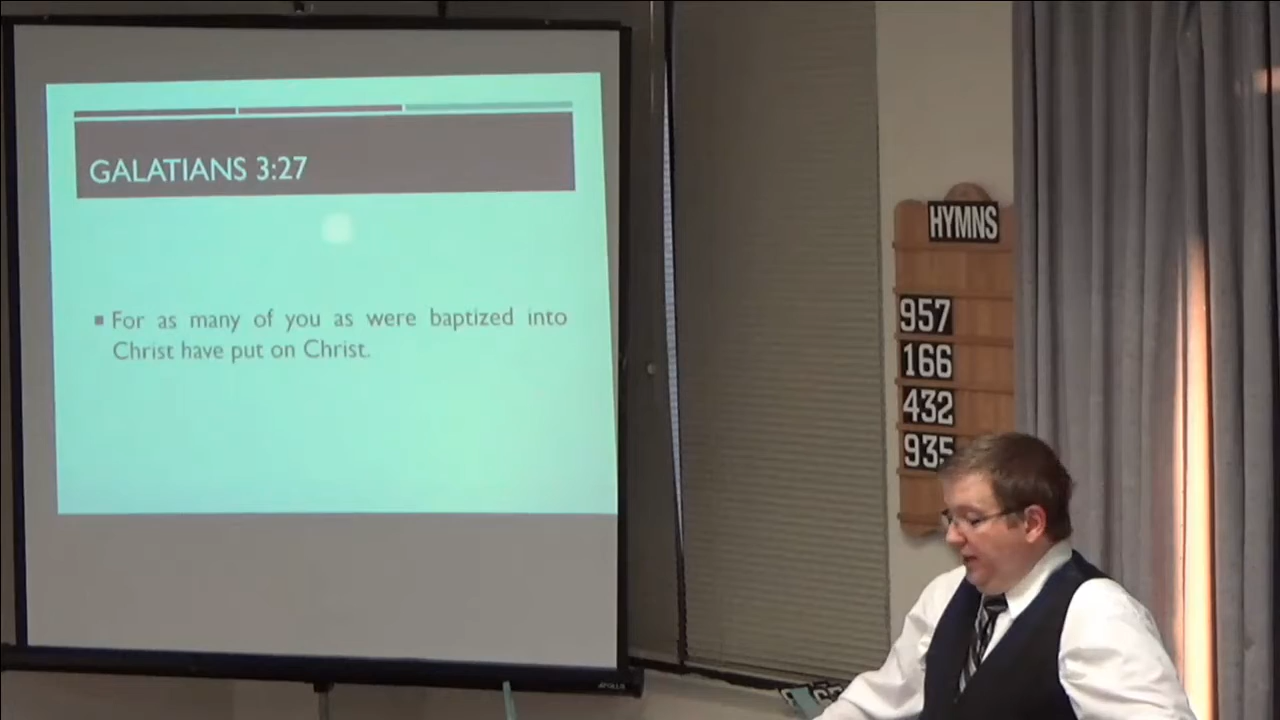 GALATIANS 3:27
▪ For as many of you as were baptized into
Christ have put on Christ.
HYMNS
957
166
432
935
APOLLO